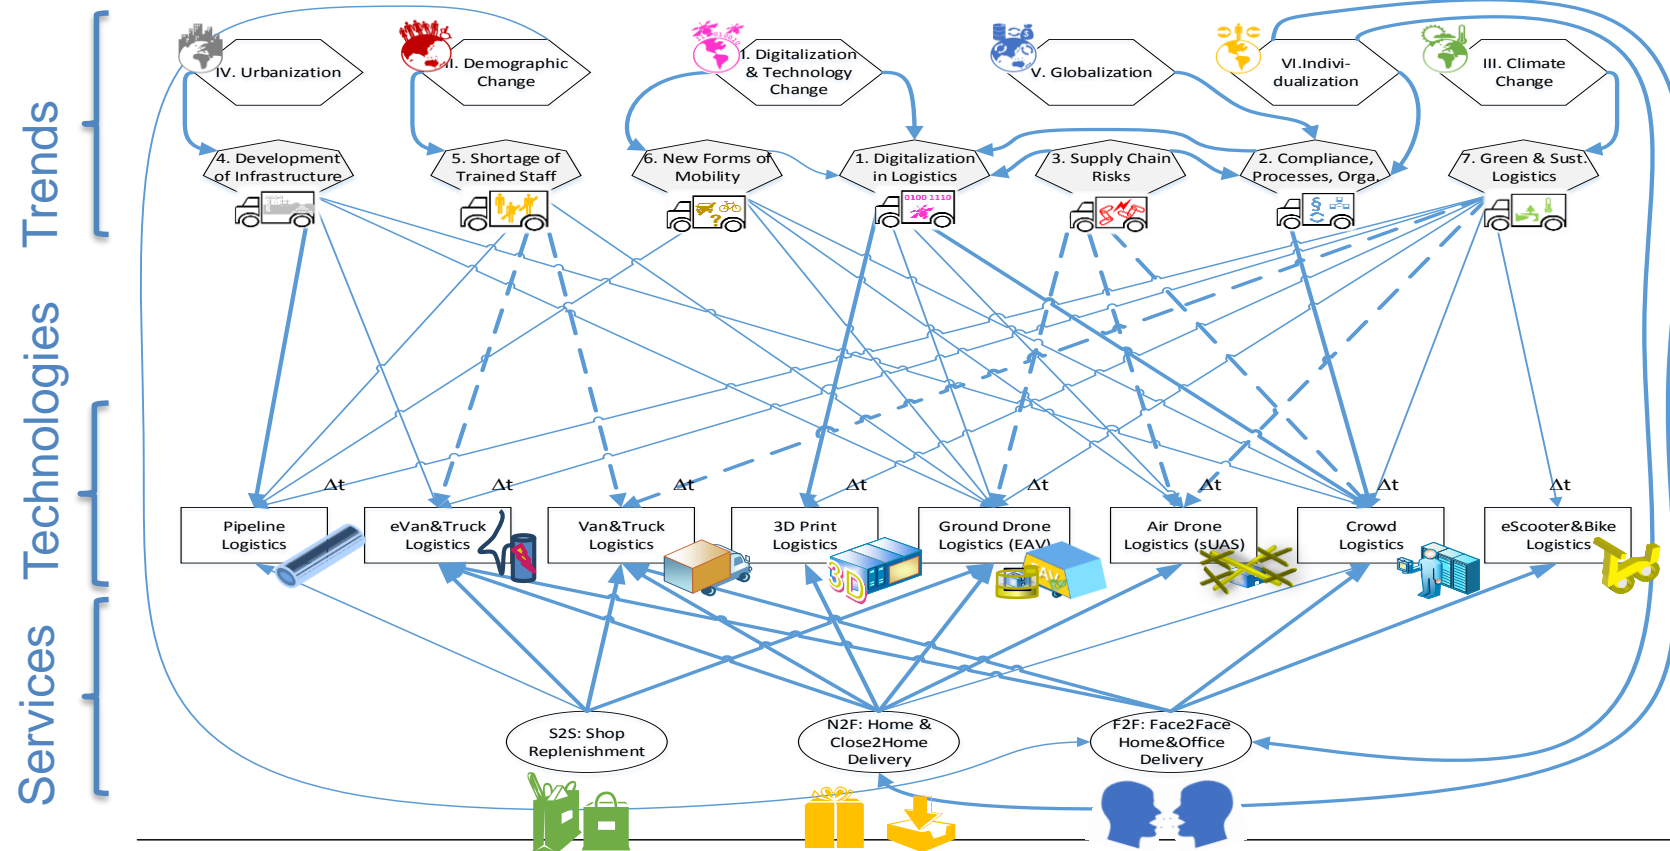 Trends
Technologies
Services
IV. Urbanization
II. Demographic
Change
I. Digitalization
& Technology
Change
V. Globalization
VI.Indivi-
dualization
III. Climate
Change
4. Development
of Infrastructure
5. Shortage of
Trained Staff
6. New Forms of
Mobility
1. Digitalization
in Logistics
3. Supply Chain
Risks
2. Compliance,
Processes, Orga.
7. Green & Sust.
Logistics
?
0100 1110
§
Δt
Δt
Δt
Δt
Δt
Δt
Δt
Δt
Pipeline
Logistics
eVan&Truck
Logistics
Van&Truck
Logistics
3D Print
Logistics
Ground Drone
Logistics (EAV)
Air Drone
Logistics (sUAS)
Crowd
Logistics
eScooter&Bike
Logistics
3D
S2S: Shop
Replenishment
N2F: Home &
Close2Home
Delivery
F2F: Face2Face
Home&Office
Delivery